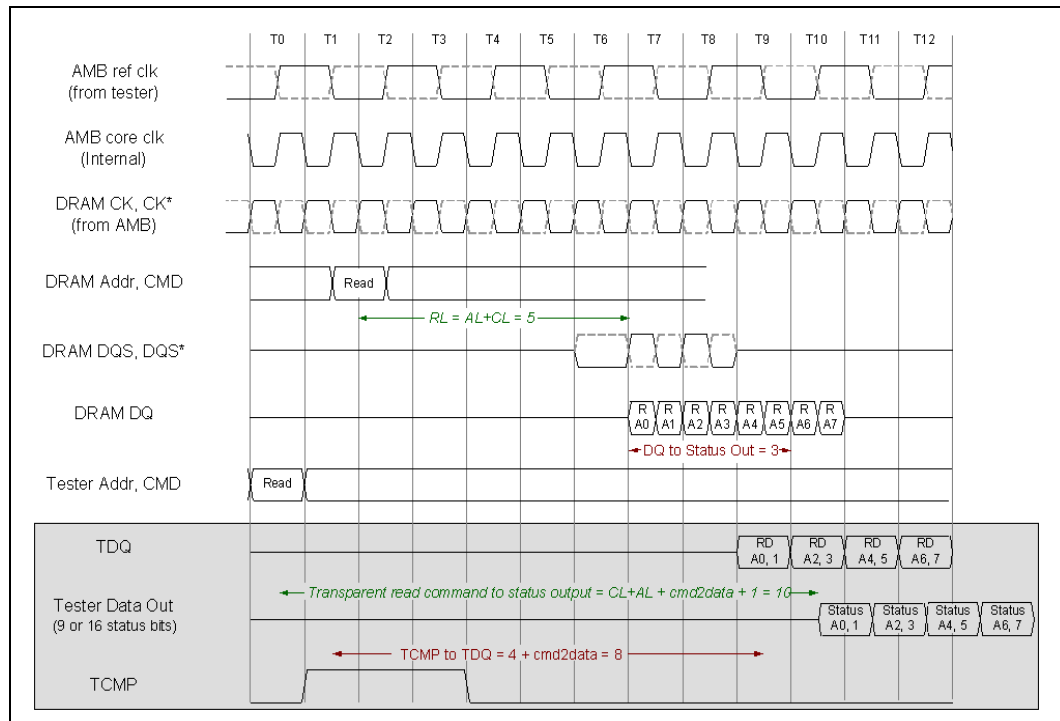 T0 T1 T2 T3 T4 T5 T6 T7 T8 T9 T10 T11 T12
AMB ref clk
(from tester)
AMB core clk
(Internal)
DRAM CK, CK*
(from AMB)
DRAM Addr, CMD
Read
RL = AL+CL = 5
DRAM DQS, DQS*
DRAM DQ
R R R R R R R R
A0 A1 A2 A3 A4 A5 A6 A7
DQ to Status Out = 3
Tester Addr, CMD
Read
TDQ
RD RD RD RD
A0, 1 A2, 3 A4, 5 A6, 7
Transparent read command to status output = CL+AL + cmd2data + 1 = 10
Tester Data Out
(9 or 16 status bits)
Status Status Status Status
A0, 1 A2, 3 A4, 5 A6, 7
TCMP to TDQ = 4 + cmd2data = 8
TCMP